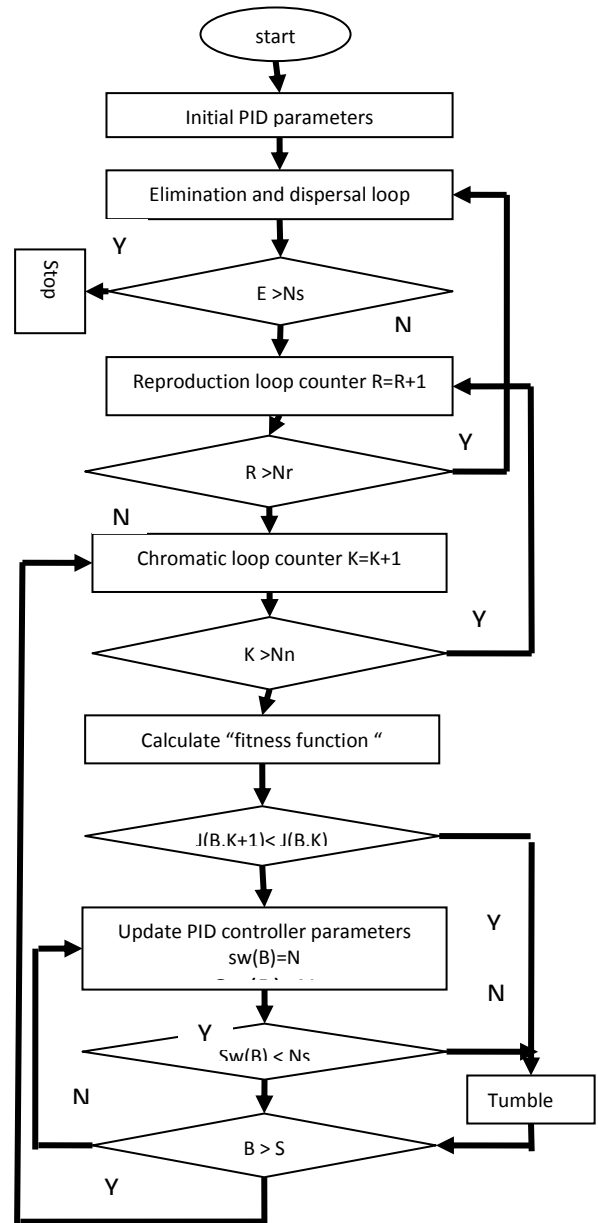 start
Initial PID parameters
Elimination and dispersal loop
Y
Stop
E >Ns
N
Reproduction loop counter R=R+1
Y
R >Nr
N
Chromatic loop counter K=K+1
Y
K >Nn
Calculate “fitness function “
J(B,K+1)< J(B,K)
Y
Update PID controller parameters
sw(B)=N
N
Y
Sw(B) < Ns
N
Tumble
B > S
Y